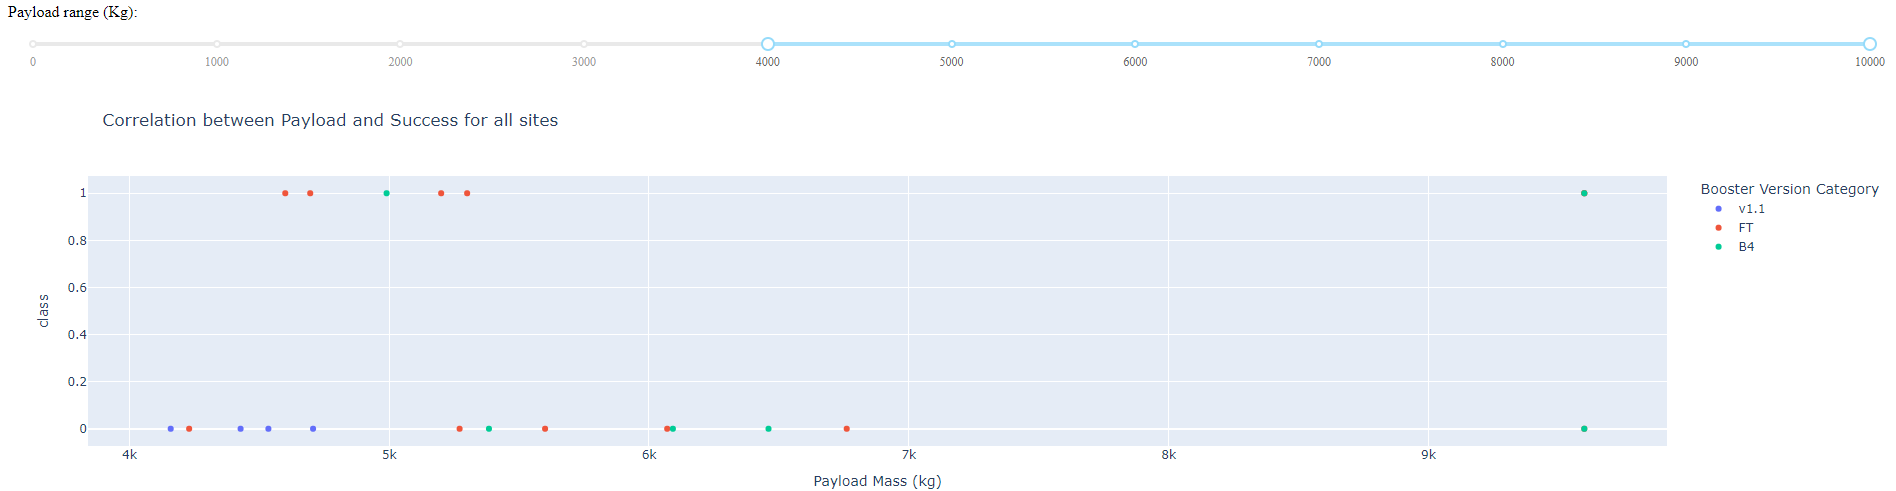 Payload range (Kg):
0 1000 2000 3000 4000 5000 6000 7000 8000 9000 10000
Correlation between Payload and Success for all sites
Booster Version Category
v1.1
FT
B4
class
1
0.8
0.6
0.4
0.2
0
4k 5k 6k 7k 8k 9k
Payload Mass (kg)